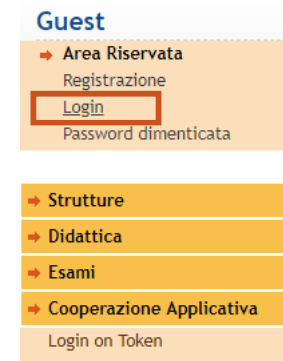 Guest
Area Riservata
Registrazione
Login
Password dimenticata
Strutture
Didattica
Esami
Cooperazione Applicativa
Login on Token